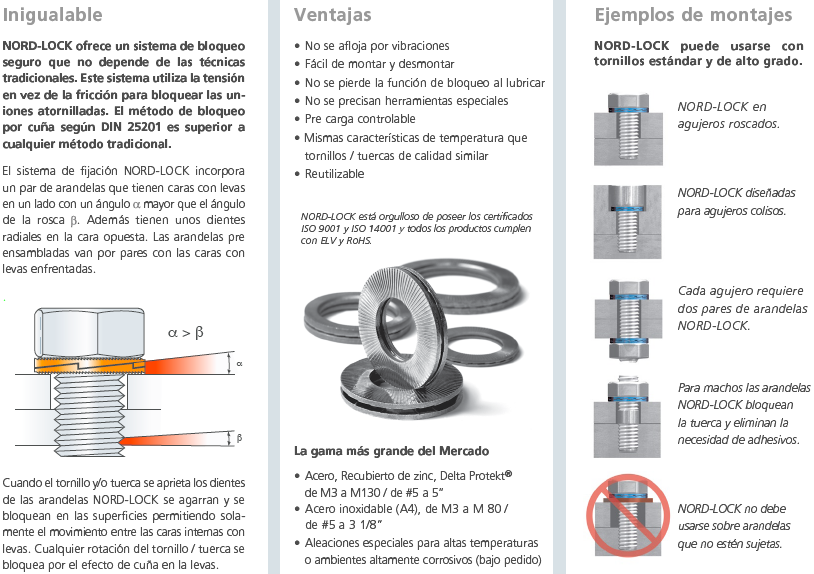 Inigualable
NORD-LOCK ofrece un sistema de bloqueo
seguro que no depende de las técnicas
tradicionales. Este sistema utiliza la tensión
en vez de la fricción para bloquear las un-
iones atornilladas. El método de bloqueo
por cuña según DIN 25201 es superior a
cualquier método tradicional.
El sistema de fijación NORD-LOCK incorpora
un par de arandelas que tienen caras con levas
en un lado con un ángulo α mayor que el ángulo
de la rosca β. Además tienen unos dientes
radiales en la cara opuesta. Las arandelas pre
ensambladas van por pares con las caras con
levas enfrentadas.
α > β
α
β
Cuando el tornillo y/o tuerca se aprieta los dientes
de las arandelas NORD-LOCK se agarran y se
bloquean en las superficies permitiendo sola-
mente el movimiento entre las caras internas con
levas. Cualquier rotación del tornillo / tuerca se
bloquea por el efecto de cuña en la levas.
Ventajas
• No se afloja por vibraciones
• Fácil de montar y desmontar
• No se pierde la función de bloqueo al lubricar
• No se precisan herramientas especiales
• Pre carga controlable
• Mismas características de temperatura que
tornillos / tuercas de calidad similar
• Reutilizable
NORD-LOCK está orgulloso de poseer los certificados
ISO 9001 y ISO 14001 y todos los productos cumplen
con ELV y RoHS.
La gama más grande del Mercado
• Acero, Recubierto de zinc, Delta Protekt®
de M3 a M130 / de #5 a 5”
• Acero inoxidable (A4), de M3 a M 80 /
de #5 a 3 1/8”
• Aleaciones especiales para altas temperaturas
o ambientes altamente corrosivos (bajo pedido)
Ejemplos de montajes
NORD-LOCK puede usarse con
tornillos estándar y de alto grado.
NORD-LOCK en
agujeros roscados.
NORD-LOCK diseñadas
para agujeros colisos.
Cada agujero requiere
dos pares de arandelas
NORD-LOCK.
Para machos las arandelas
NORD-LOCK bloquean
la tuerca y eliminan la
necesidad de adhesivos.
NORD-LOCK no debe
usarse sobre arandelas
que no estén sujetas.